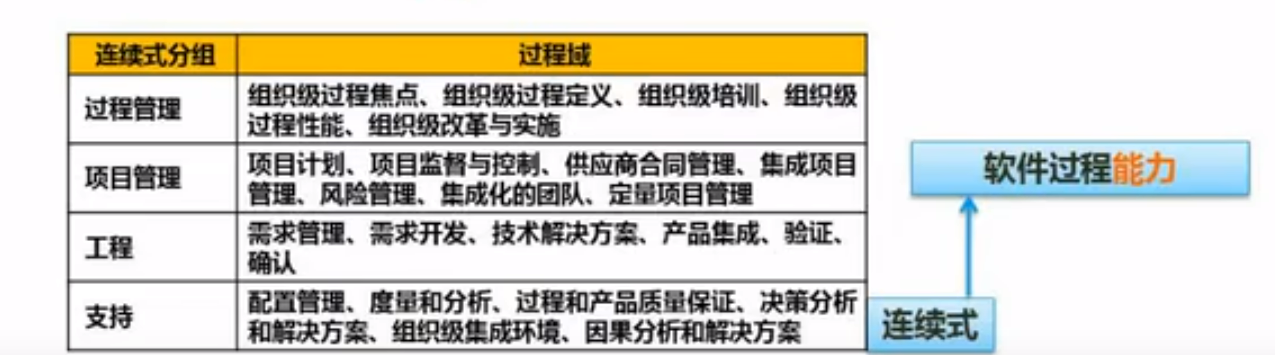 连续式分组
过程域
过程管理
组织级过程焦点、组织级过程定义、组织级培训、组织级
过程性能、组织级改革与实施
项目管理
项目计划、项目监督与控制、供应商合同管理、集成项目
管理、风险管理、集成化的团队、定量项目管理
工程
需求管理、需求开发、技术解决方案、产品集成、验证、
确认
支持
配置管理、度量和分析、过程和产品质量保证、决策分析
和解决方案、组织级集成环境、因果分析和解决方案
软件过程能力
连续式